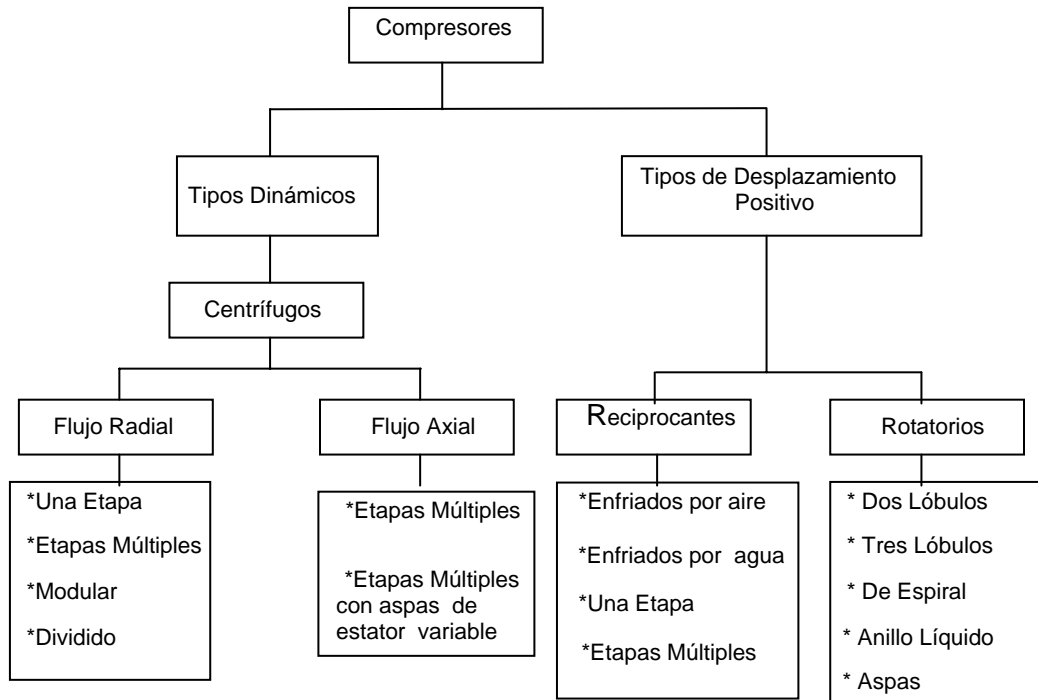 Compresores
Tipos Dinámicos
Tipos de Desplazamiento
Positivo
Centrífugos
Flujo Radial
Flujo Axial
Reciprocantes
Rotatorios
*Una Etapa
*Etapas Múltiples
*Modular
*Dividido
*Etapas Múltiples
*Etapas Múltiples
con aspas de
estator variable
*Enfriados por aire
*Enfriados por agua
*Una Etapa
*Etapas Múltiples
* Dos Lóbulos
* Tres Lóbulos
* De Espiral
* Anillo Líquido
* Aspas